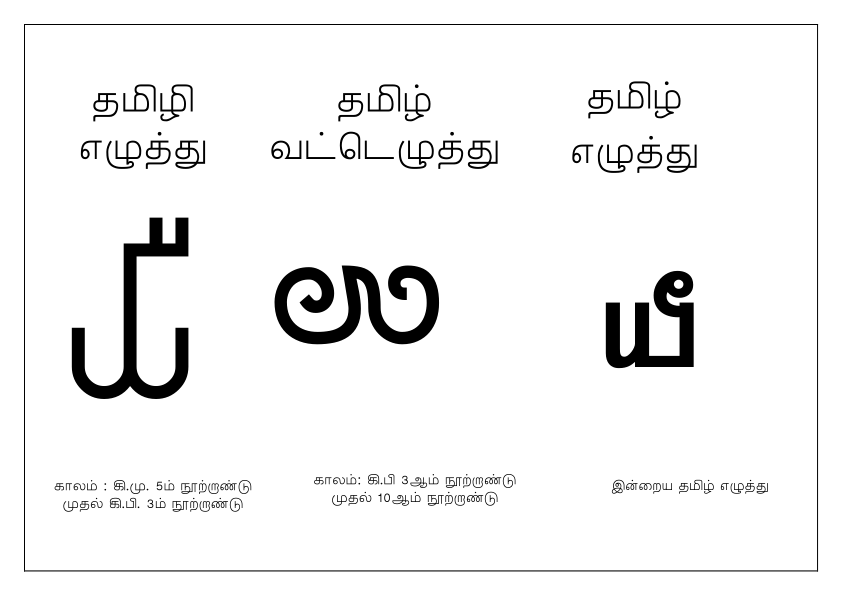 தமிழி
எழுத்து
தமிழ்
வட்டெழுத்து
தமிழ்
எழுத்து
𑀬𑀻
யீ
காலம் : கி.மு. 5ம் நூற்றாண்டு
முதல் கி.பி. 3ம் நூற்றாண்டு
காலம்: கி.பி 3ஆம் நூற்றாண்டு
முதல் 10ஆம் நூற்றாண்டு
இன்றைய தமிழ் எழுத்து